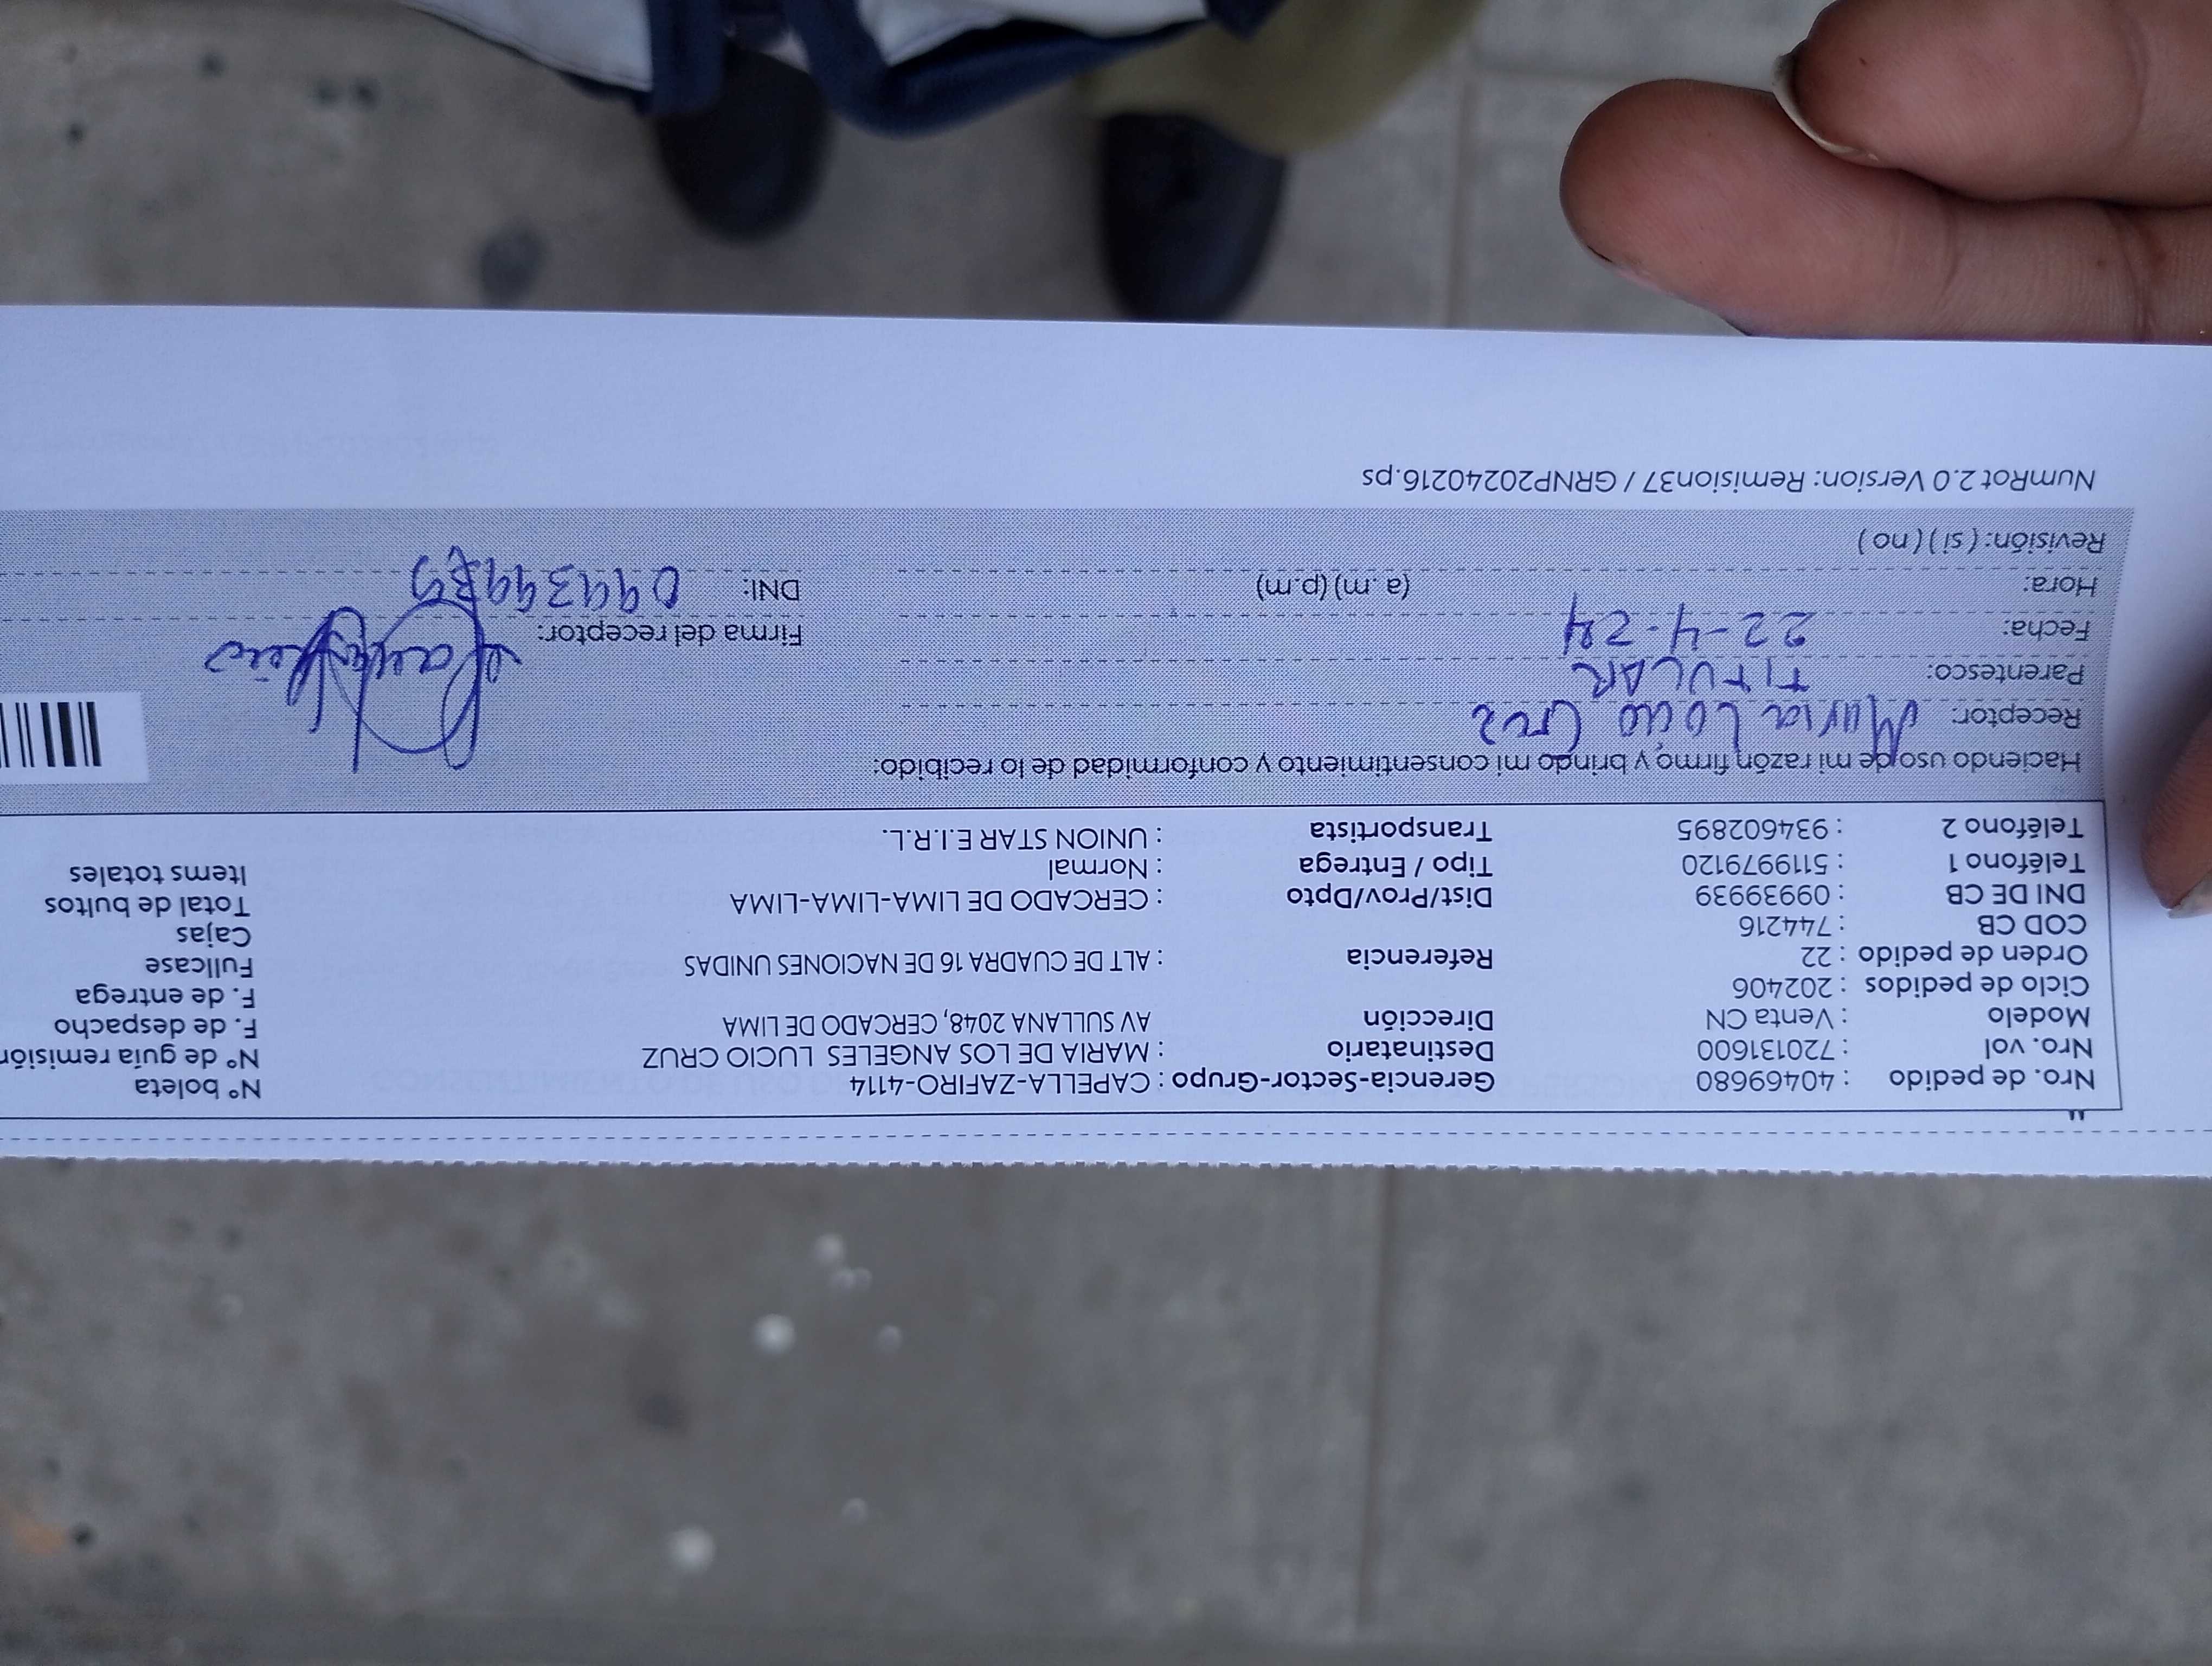 Nro. de pedido : 40469680 Gerencia-Sector-Grupo : CAPELLA-ZAFIRO-4114 N° boleta
Nro. vol : 720131600 Destinatario : MARIA DE LOS ANGELES LUCIO CRUZ N° de guía remisión
Modelo : Venta CN Dirección AV SULLANA 2048, CERCADO DE LIMA F. de despacho
Ciclo de pedidos : 202406 F. de entrega
Orden de pedido : 22 Referencia : ALT DE CUADRA 16 DE NACIONES UNIDAS Fullcase
COD CB : 744216 Cajas
DNI DE CB : 09939939 Dist/Prov/Dpto : CERCADO DE LIMA-LIMA-LIMA Total de bultos
Teléfono 1 : 5119979120 Tipo / Entrega : Normal Items totales
Teléfono 2 : 934602895 Transportista : UNION STAR E.I.R.L.
Haciendo uso de mi razón firmo y bringo mi consentimiento y conformidad de lo recibido:
Receptor: Maria Lucio Cruz
Parentesco: TITULAR
Fecha: 22-4-24 Firma del receptor:
Hora: (a.m) (p.m) DNI:
Revisión: ( si ) ( no )
NumRot 2.0 Version: Remision37 / GRNP20240216.ps